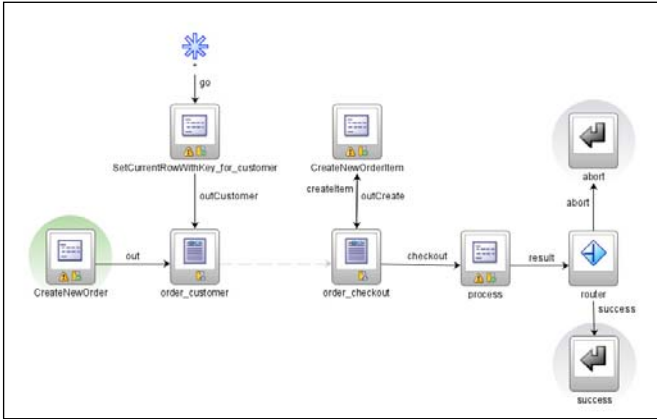 go
SetCurrentRowWithKey_for_customer
CreateNewOrderItem
abort
outCustomer
createItem
outCreate
abort
out
checkout
result
CreateNewOrder
order_customer
order_checkout
process
router
success
success